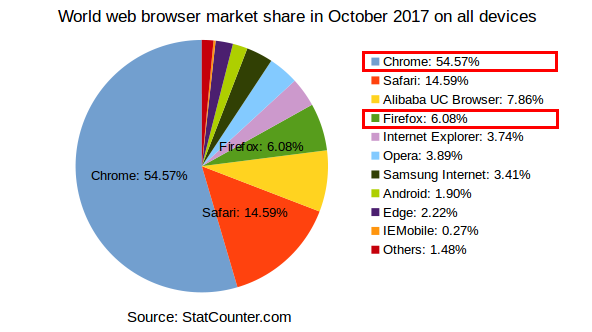 World web browser market share in October 2017 on all devices
Chrome: 54.57%
Safari: 14.59%
Alibaba UC Browser: 7.86%
Firefox: 6.08%
Internet Explorer: 3.74%
Opera: 3.89%
Samsung Internet: 3.41%
Android: 1.90%
Edge: 2.22%
IEMobile: 0.27%
Others: 1.48%
Firefox: 6.08%
Chrome: 54.57%
Safari: 14.59%
Source: StatCounter.com